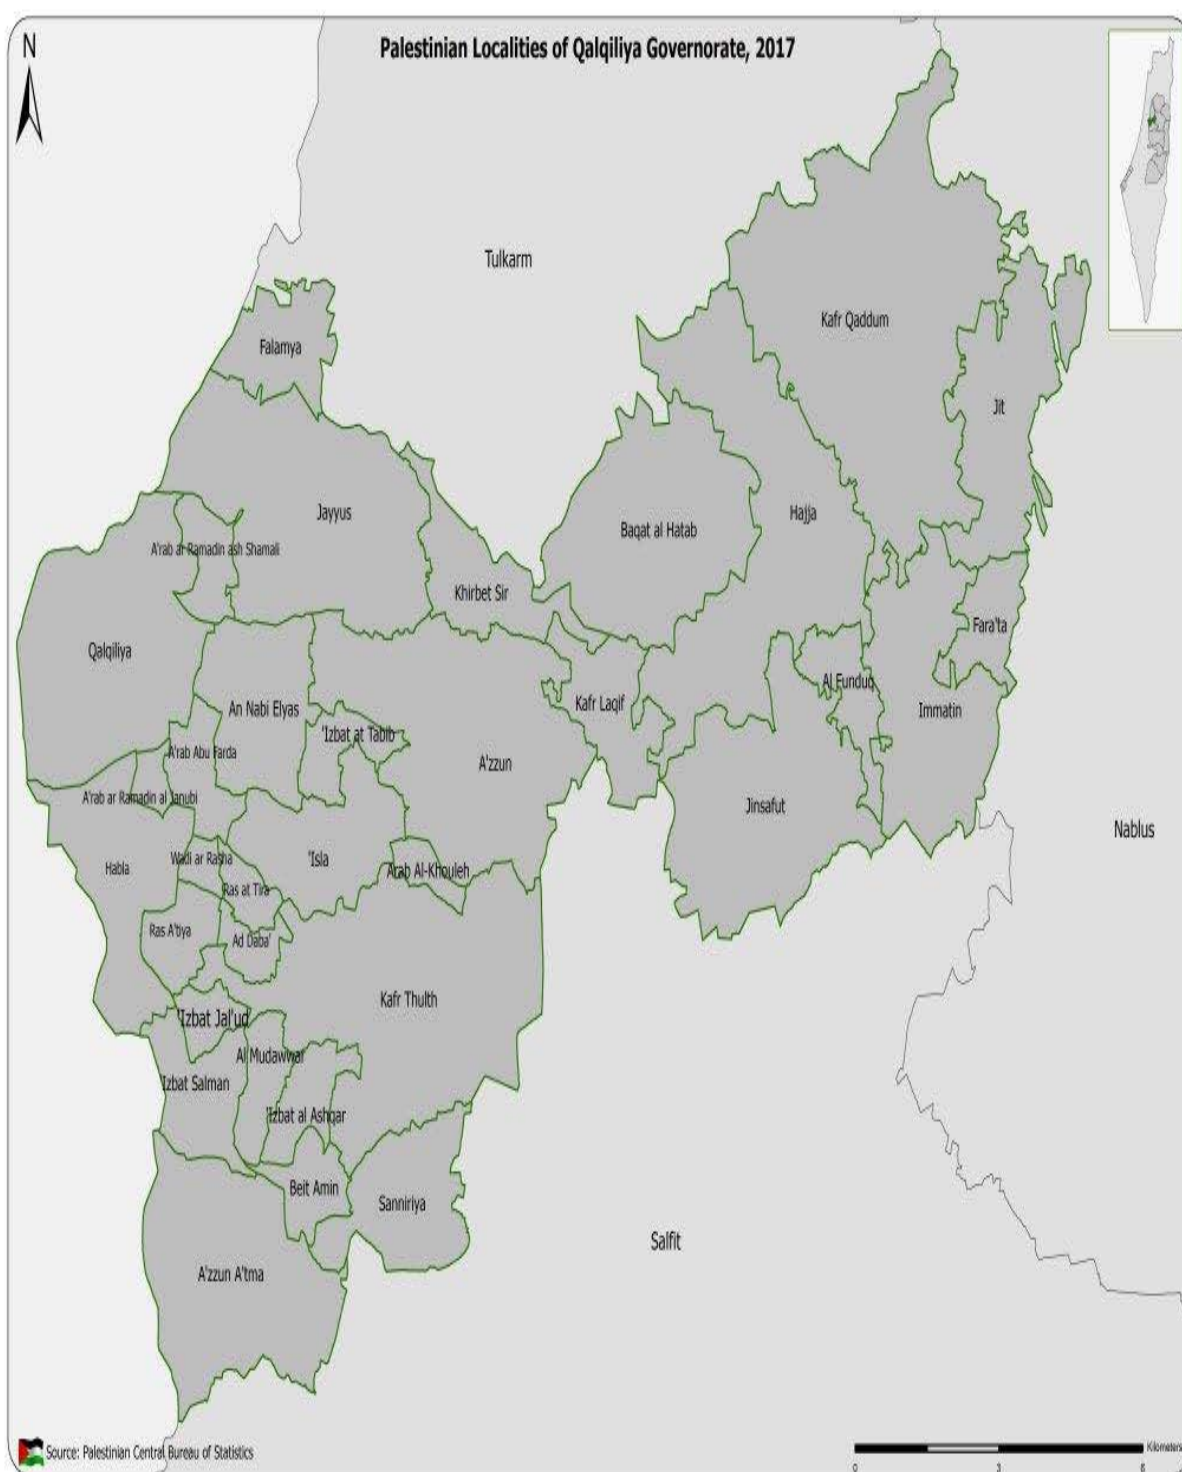 N
Palestinian Localities of Qalqiliya Governorate, 2017
Tulkarm
Kafr Qaddum
Falamya
Jit
Jayyus
Hajja
Baqat al Hatab
A'rab ar Ramadin ash Shamali
Khirbet Sir
Fara'ta
Qalqiliya
Al Funduq
Kafr Laqif
An Nabi Elyas
Immatin
'Izbat at Tabib
A'rab Abu Farda
A'zzun
A'rab ar Ramadin al Janubi
Jinsafut
Nablus
Wadi ar Rasha
'Isla
Habla
Arab Al-Khouleh
Ras at Tira
Ras A'tiya
Ad Daba'
Kafr Thulth
'Izbat Jal'ud
Al Mudawwar
'Izbat Salman
'Izbat al Ashqar
Beit Amin
Sanniriya
Salfit
A'zzun A'tma
Source: Palestinian Central Bureau of Statistics
Kilometers
0 3 6